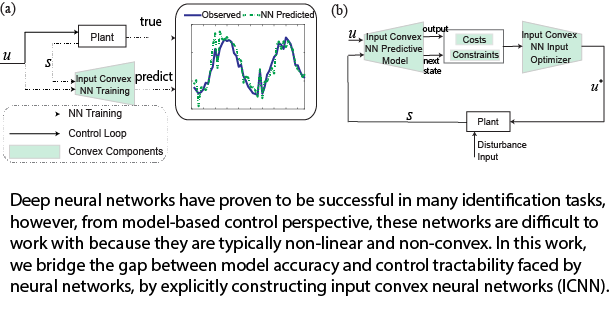 (a)
true
Observed
NN Predicted
Plant
u
s
Input Convex
NN Training
predict
NN Training
Control Loop
Convex Components
(b)
u
Input Convex
NN Predictive
Model
output
next
state
Costs
Constraints
Input Convex
NN Input
Optimizer
u*
s
Plant
Disturbance
Input
Deep neural networks have proven to be successful in many identification tasks,
however, from model-based control perspective, these networks are difficult to
work with because they are typically non-linear and non-convex. In this work,
we bridge the gap between model accuracy and control tractability faced by
neural networks, by explicitly constructing input convex neural networks (ICNN).